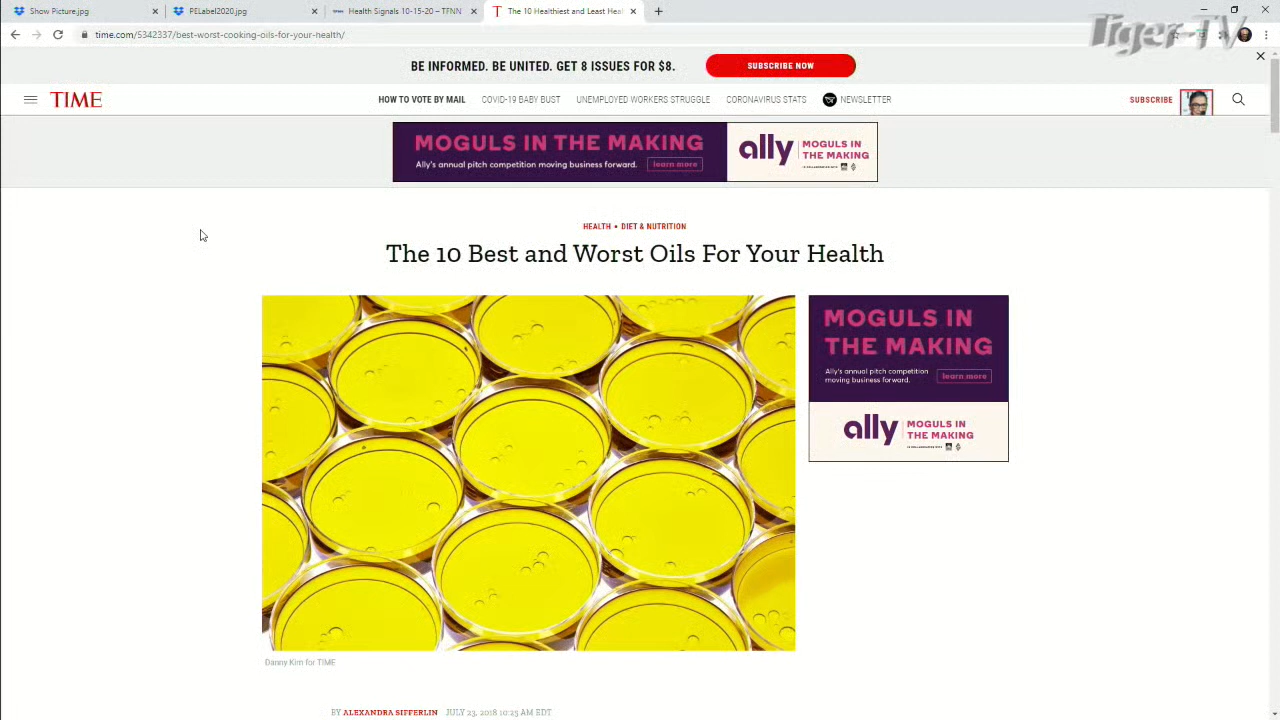 Show Picture.jpg
PELabel2020.jpg
Health.Signals 10-15-20 - TTNN
The 10 Healthiest and Least Heal
Tiger-TV
time.com/5342337/best-worst-cooking-oils-for-your-health/
BE INFORMED. BE UNITED. GET 8 ISSUES FOR $8.
SUBSCRIBE NOW
TIME
HOW TO VOTE BY MAIL
COVID-19 BABY BUST
UNEMPLOYED WORKERS STRUGGLE
CORONAVIRUS STATS
NEWSLETTER
SUBSCRIBE
MOGULS IN THE MAKING
Ally's annual pitch competition moving business forward.
learn more
ally
MOGULS IN
THE MAKING
HEALTH • DIET & NUTRITION
The 10 Best and Worst Oils For Your Health
MOGULS IN
THE MAKING
Ally's annual pitch competition
moving business forward.
learn more
ally
MOGULS IN
THE MAKING
Danny Kim for TIME
BY ALEXANDRA SIFFERLIN JULY 23, 2018 10:25 AM EDT